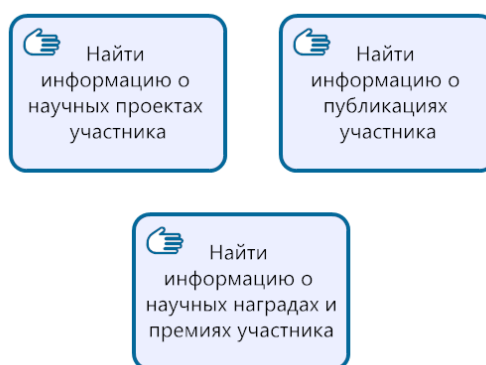 Найти
информацию о
научных проектах
участника
Найти
информацию о
публикациях
участника
Найти
информацию о
научных наградах и
премиях участника